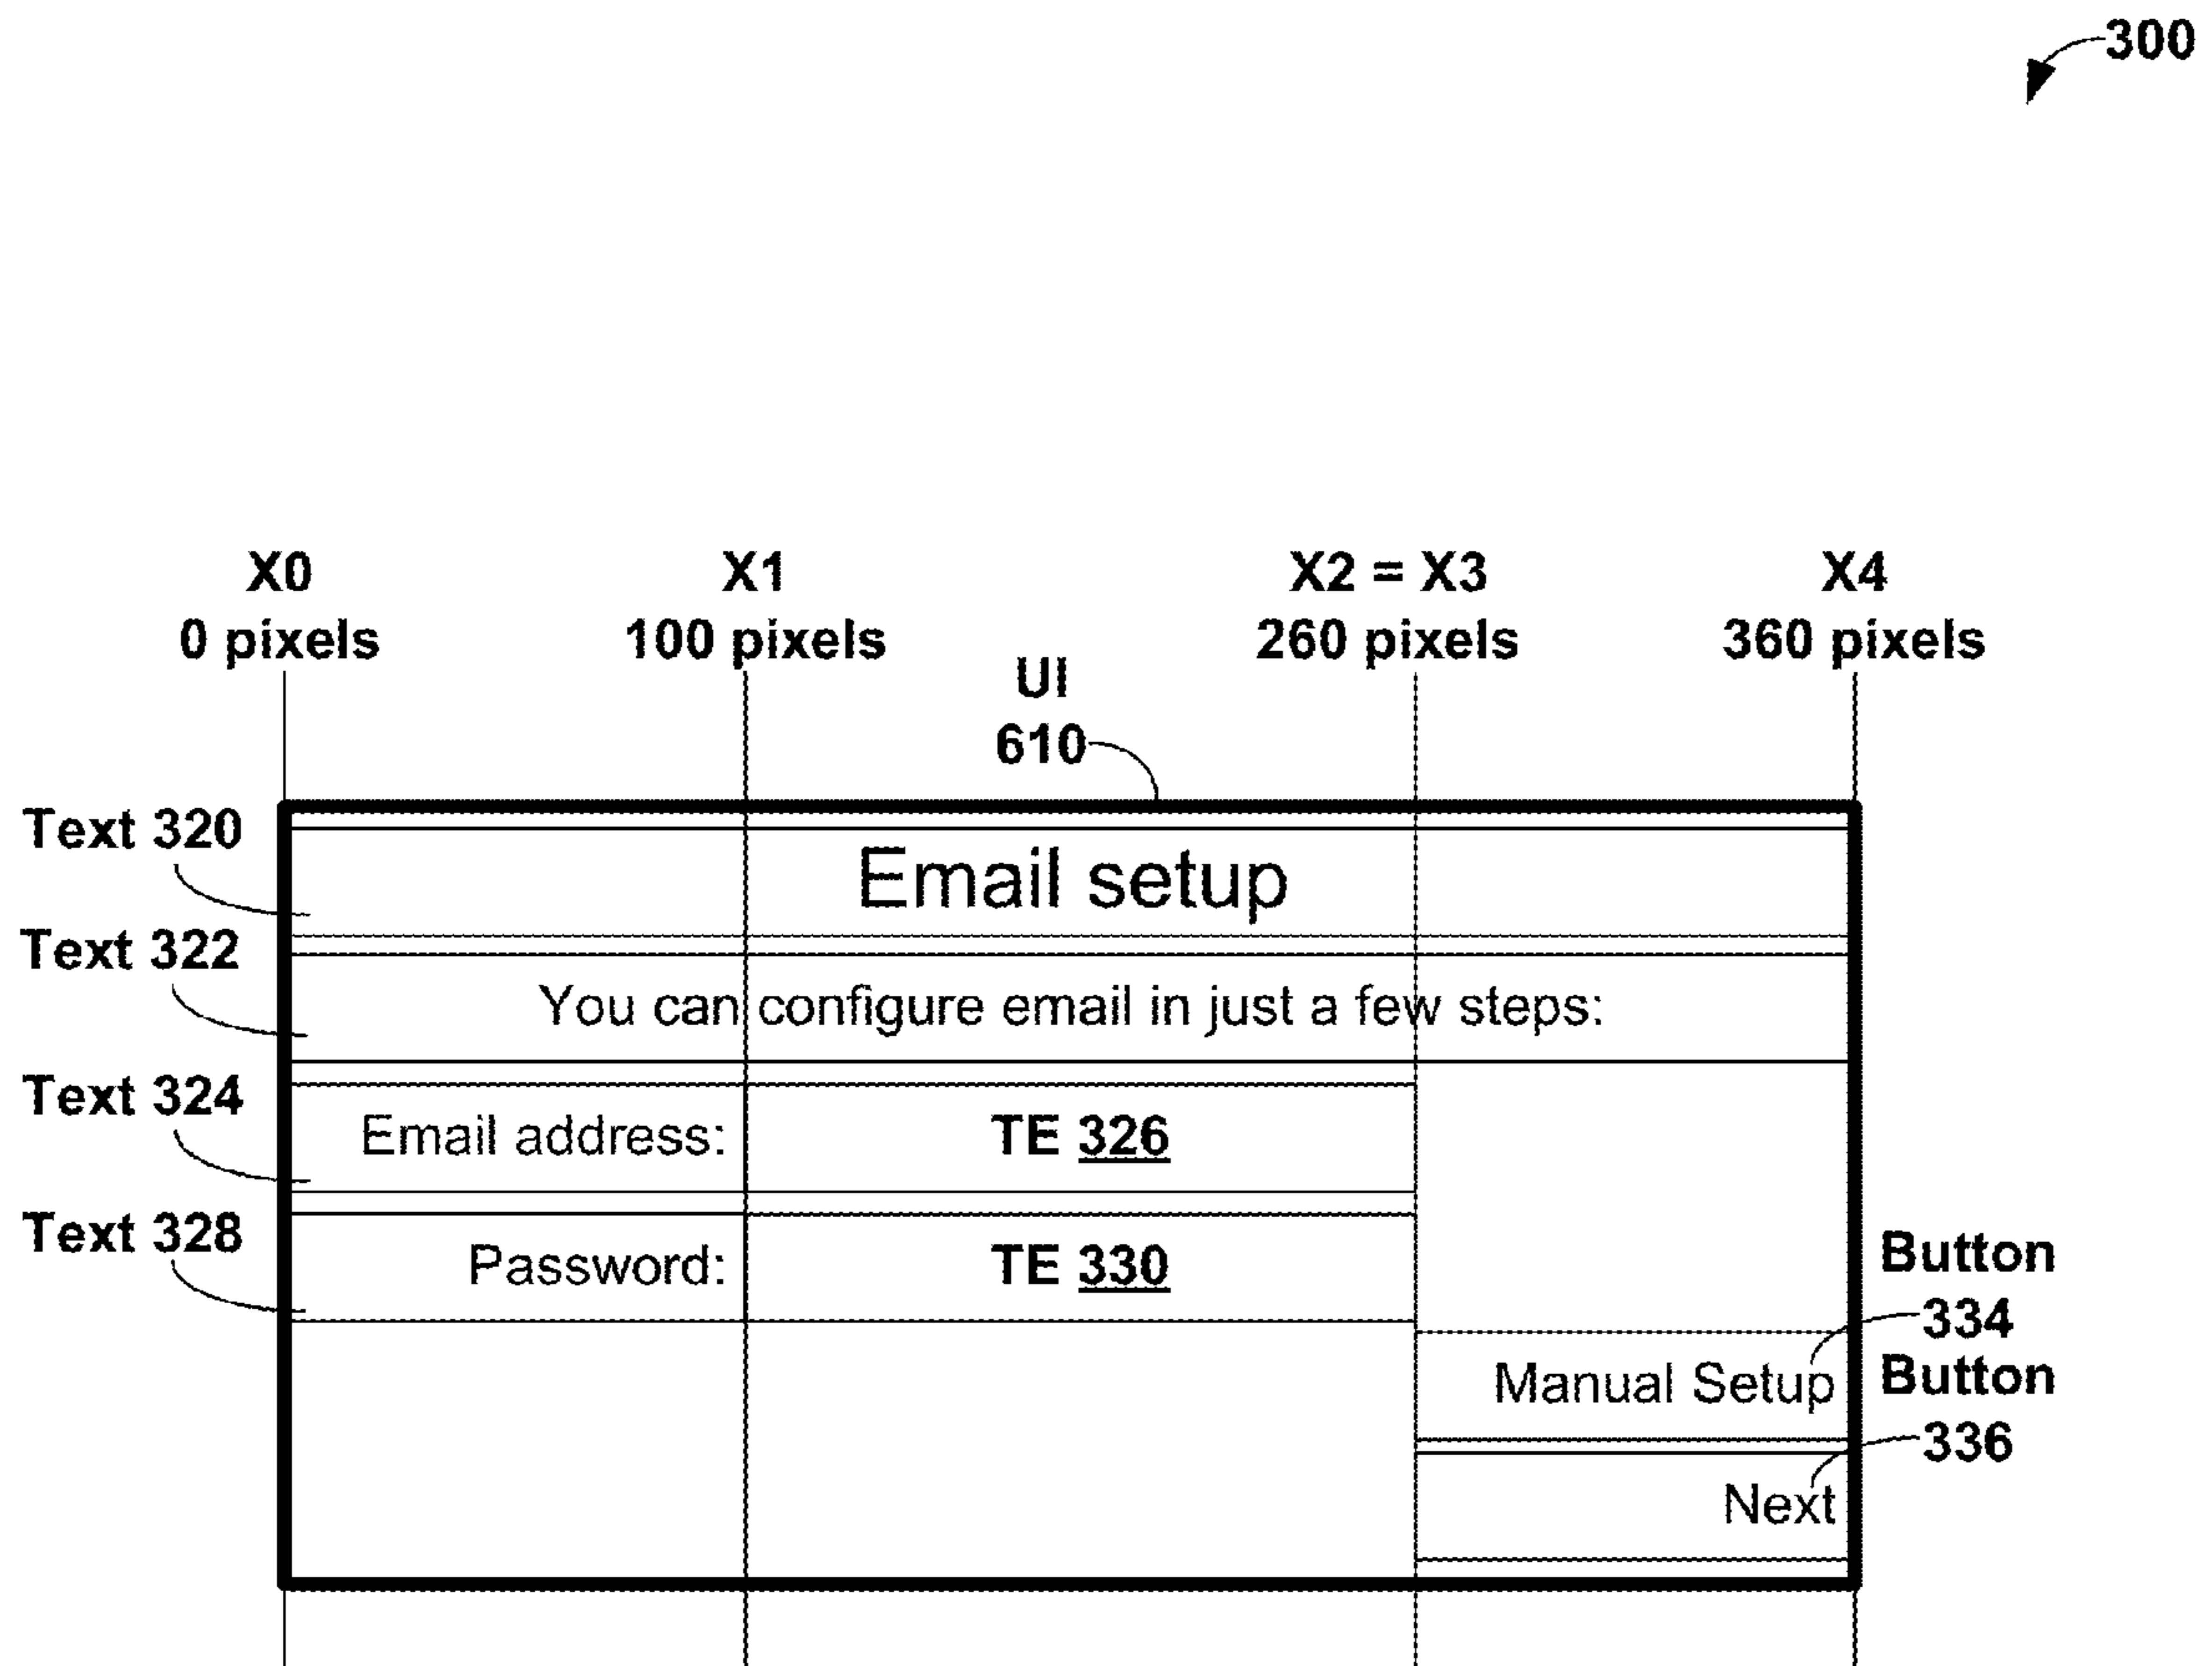 300
X0 X1 X2 = X3 X4
0 pixels 100 pixels 260 pixels 360 pixels
UI
610
Text 320
Email setup
Text 322
You can configure email in just a few steps:
Text 324
Email address: TE 326
Text 328
Password: TE 330
Button
334
Manual Setup
Button
336
Next